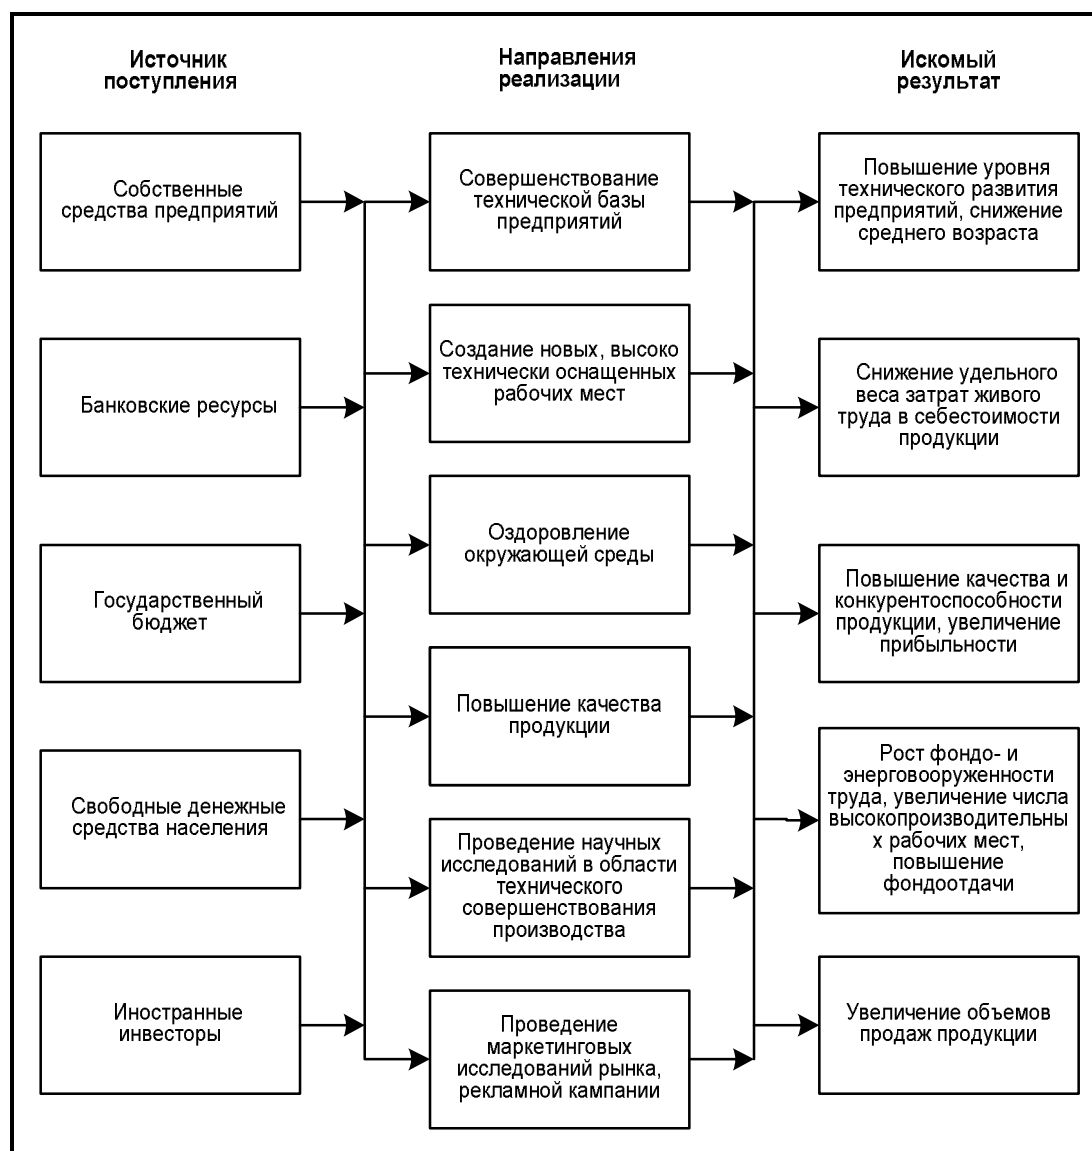 Источник
поступления
Направления
реализации
Искомый
результат
Собственные
средства предприятий
Банковские ресурсы
Государственный
бюджет
Свободные денежные
средства населения
Иностранные
инвесторы
Совершенствование
технической базы
предприятий
Создание новых, высоко
технически оснащенных
рабочих мест
Оздоровление
окружающей среды
Повышение качества
продукции
Проведение научных
исследований в области
технического
совершенствования
производства
Проведение
маркетинговых
исследований рынка,
рекламной кампании
Повышение уровня
технического развития
предприятий, снижение
среднего возраста
Снижение удельного
веса затрат живого
труда в себестоимости
продукции
Повышение качества и
конкурентоспособности
продукции, увеличение
прибыльности
Рост фондо- и
энерговооруженности
труда, увеличение числа
высокопроизводительны
х рабочих мест,
повышение
фондоотдачи
Увеличение объемов
продаж продукции